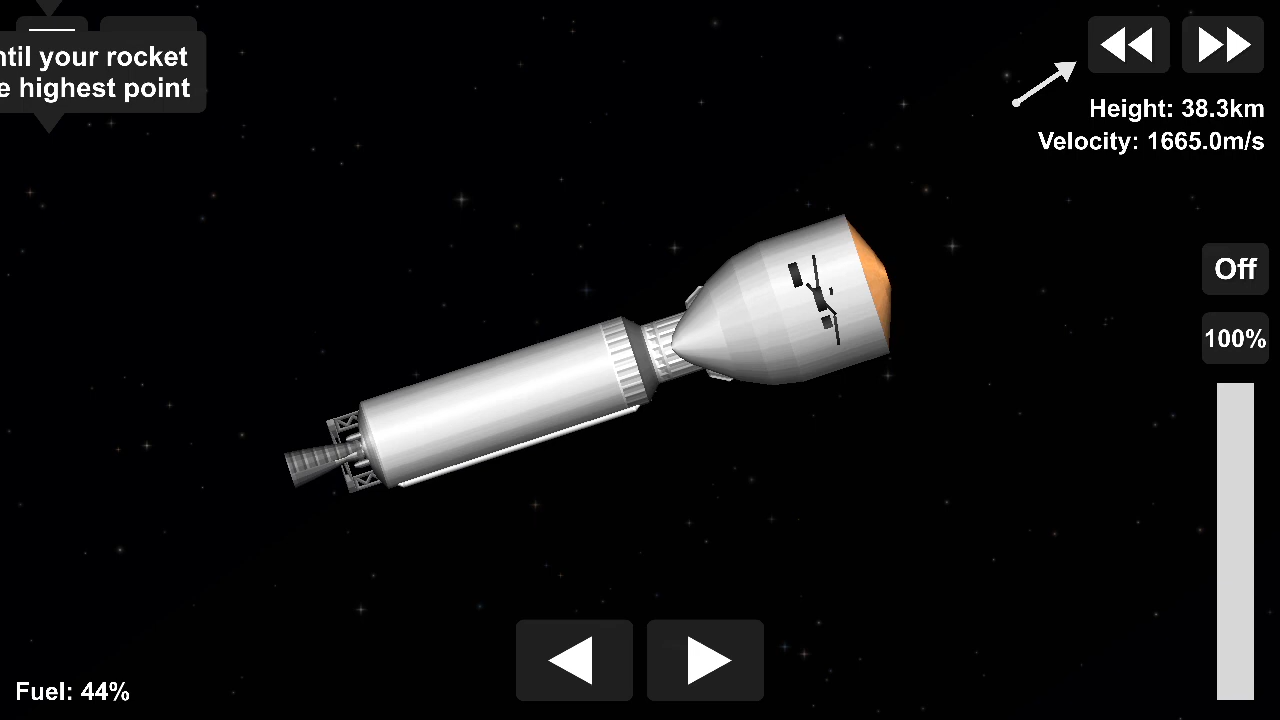 ntil your rocket
e highest point
Height: 38.3km
Velocity: 1665.0m/s
Off
100%
Fuel: 44%